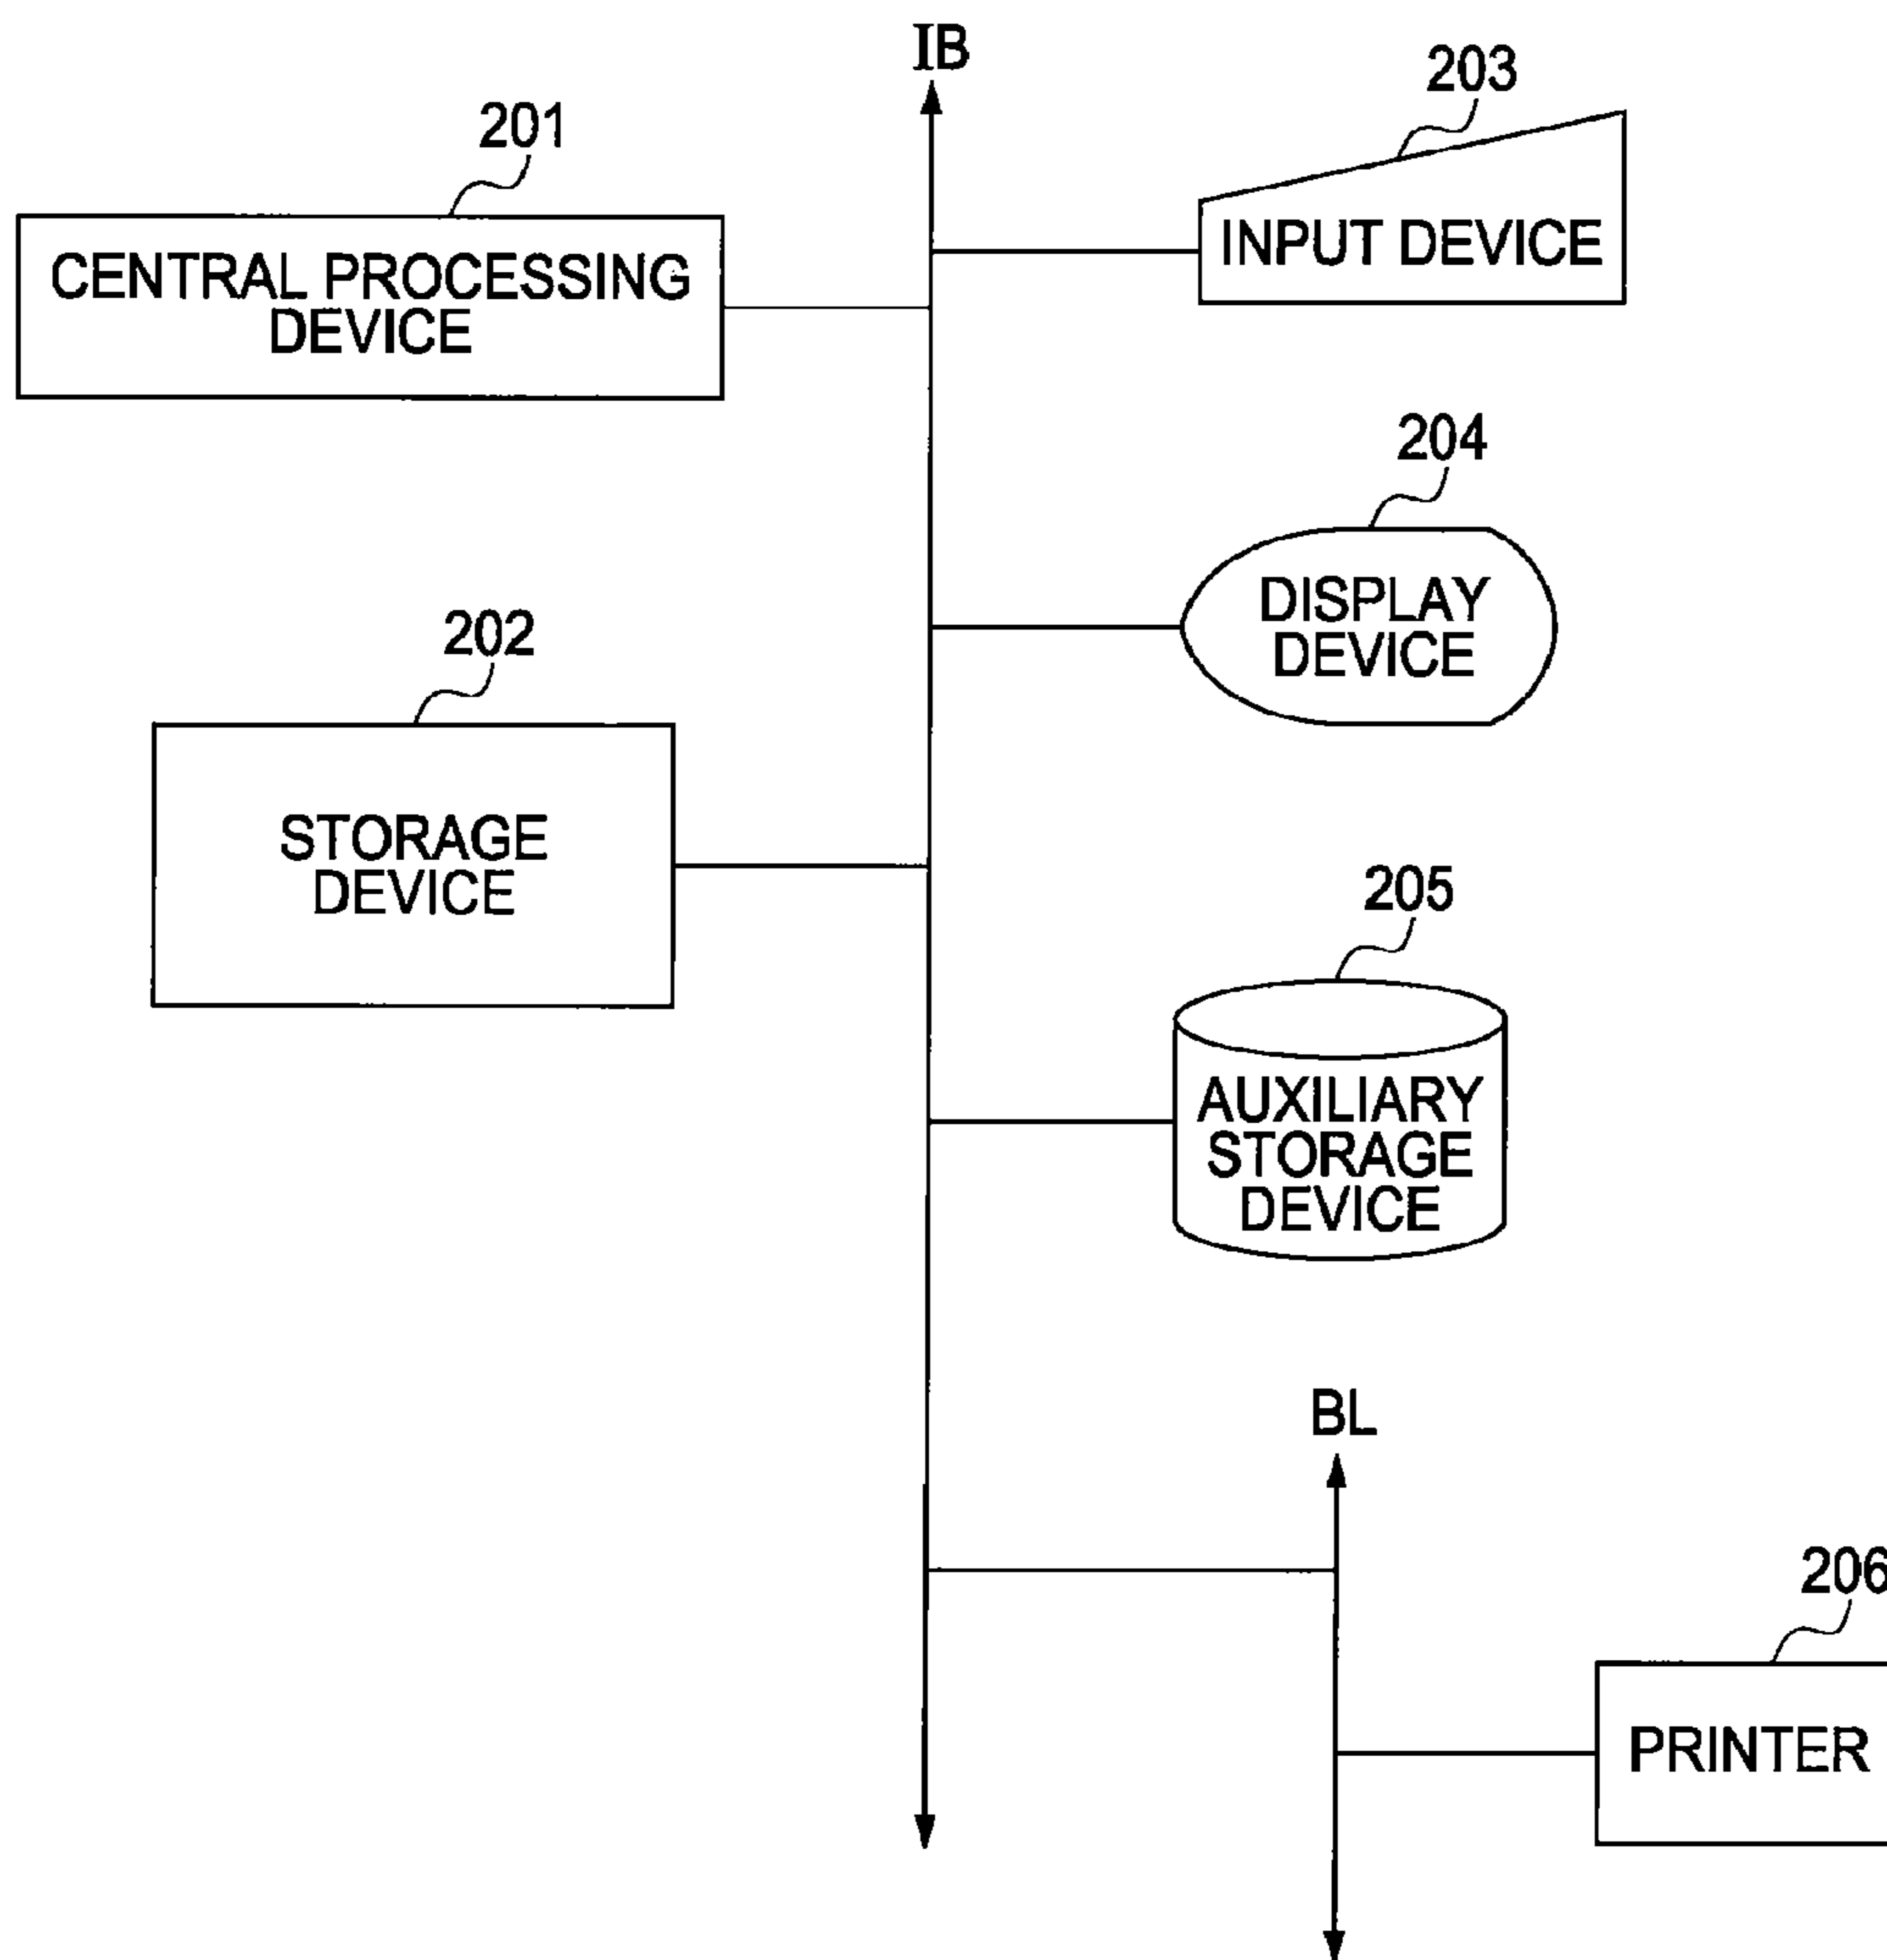 IB
203
201
INPUT DEVICE
CENTRAL PROCESSING
DEVICE
204
DISPLAY
DEVICE
202
STORAGE
DEVICE
205
AUXILIARY
STORAGE
DEVICE
BL
206
PRINTER